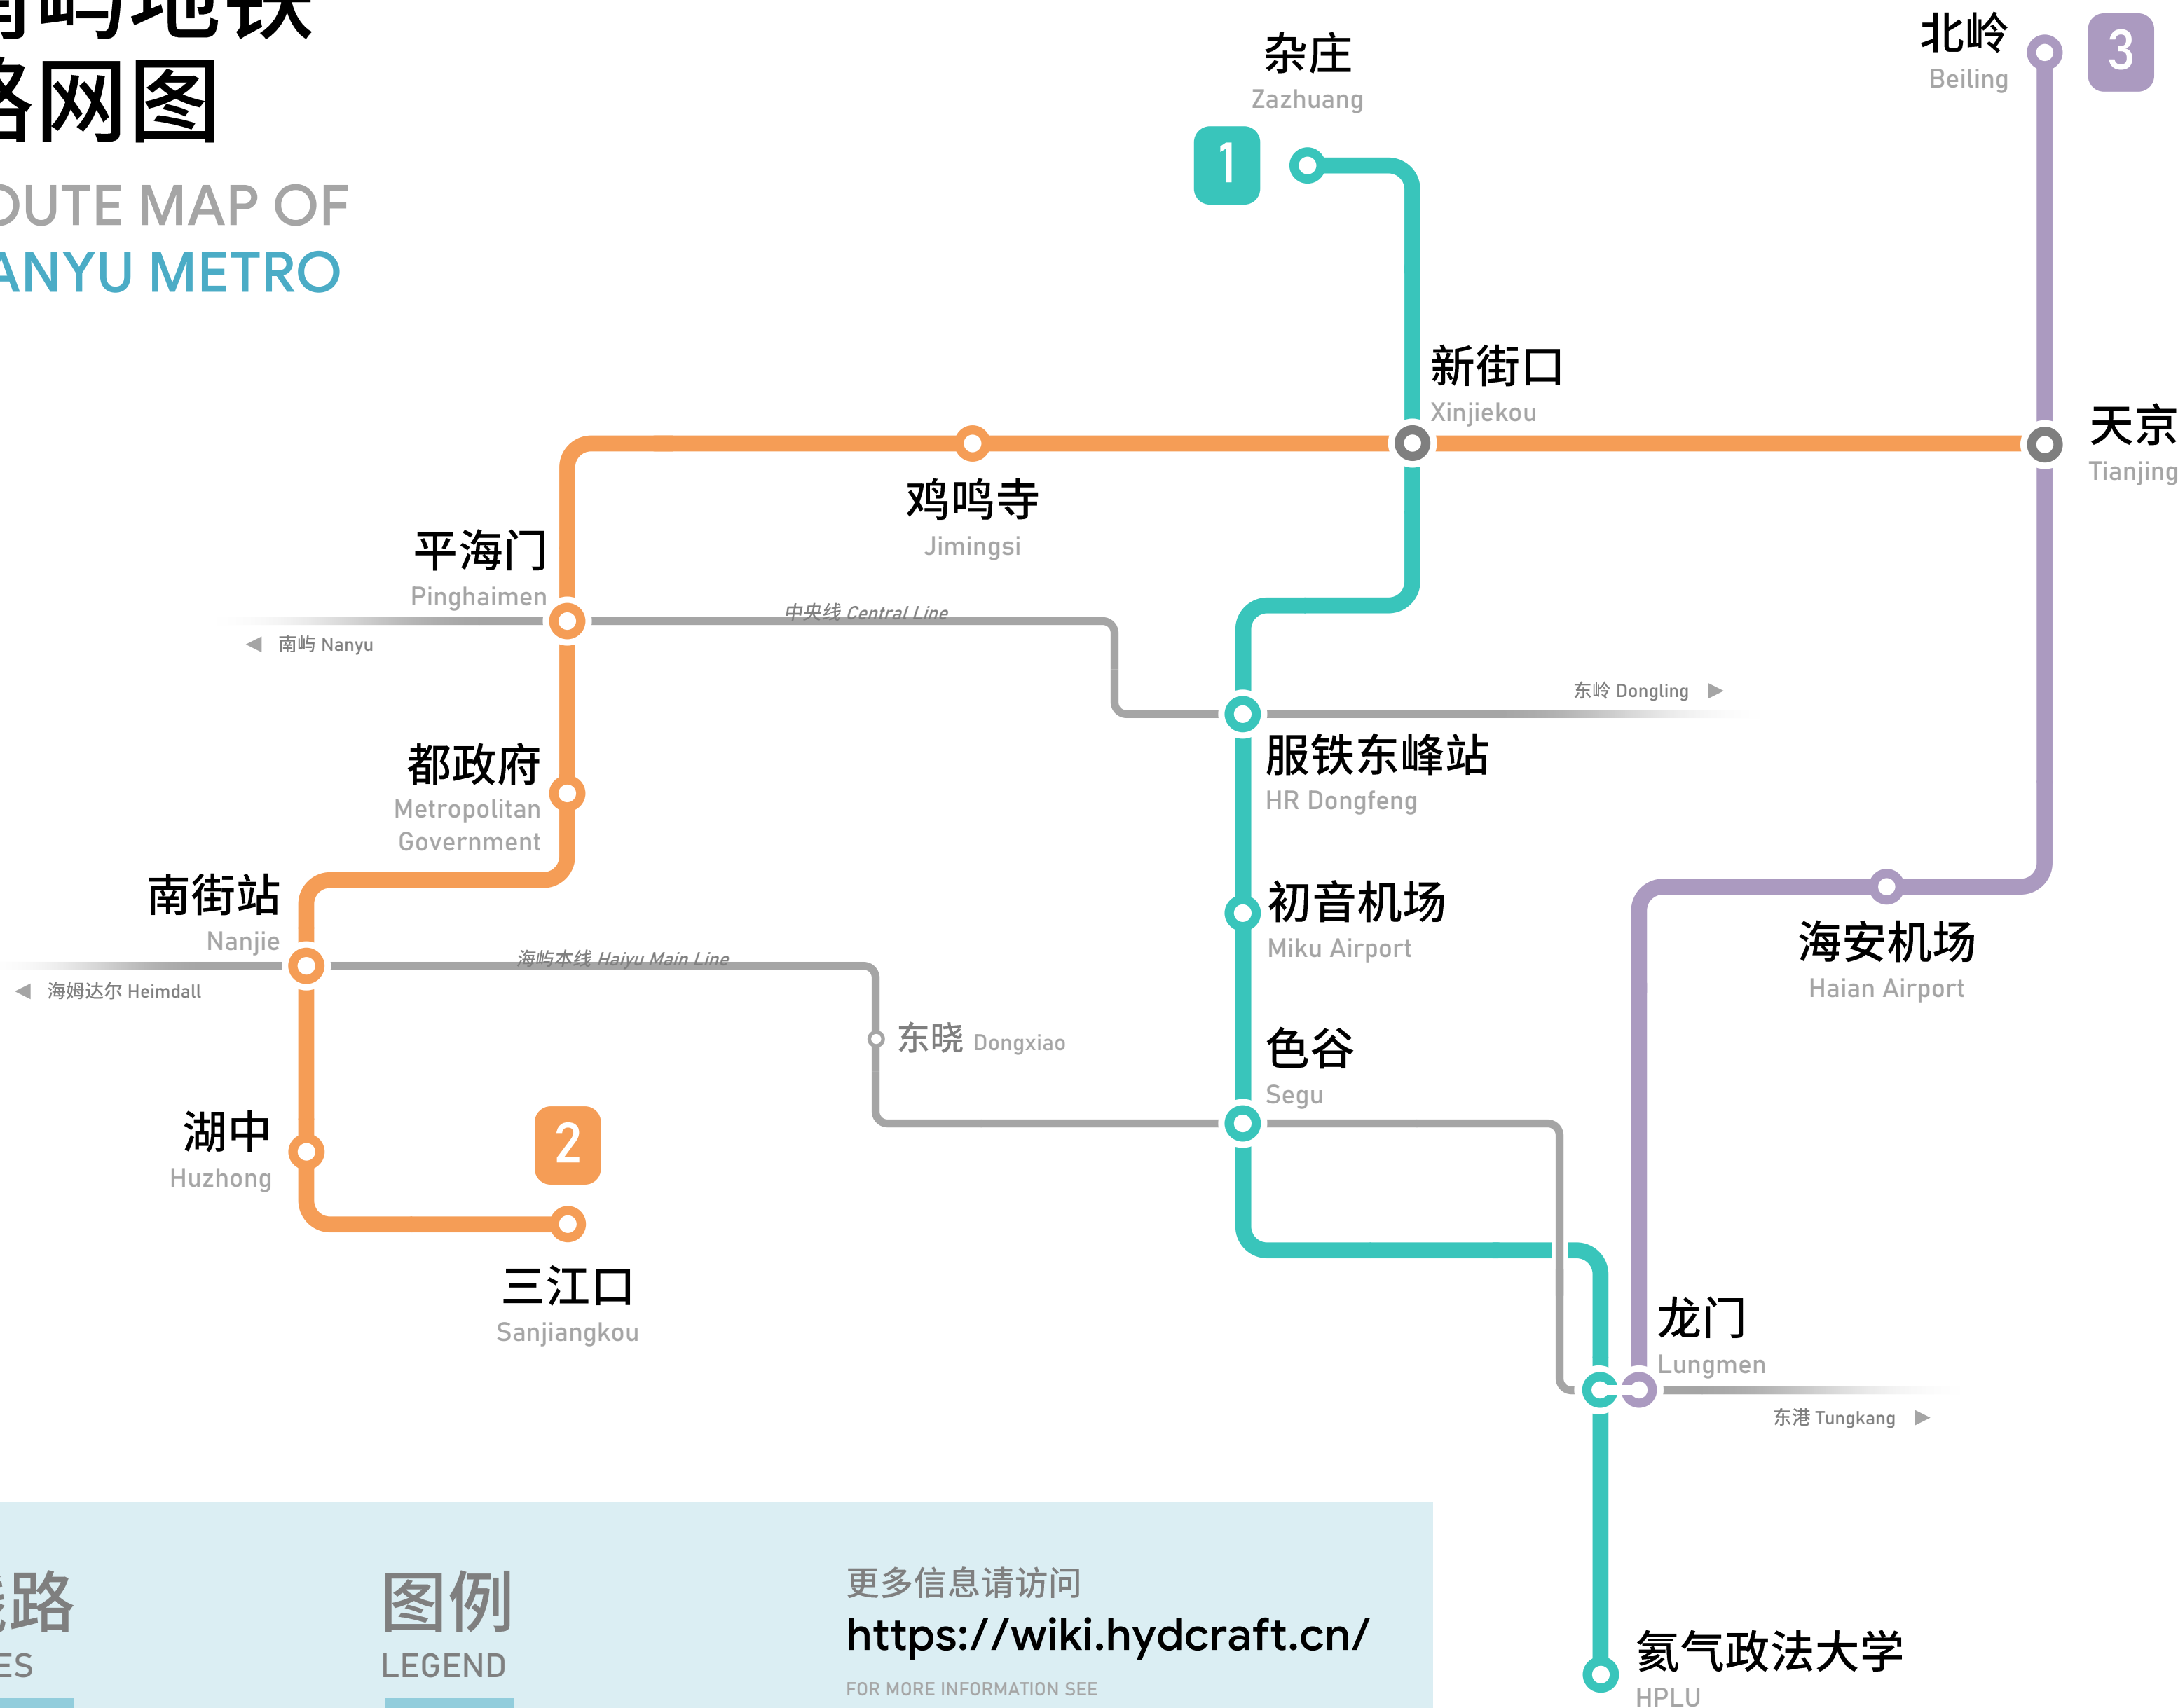 屿地铁
网图
OUTE MAP OF
ANYU METRO
杂庄
Zazhuang
1
北岭
Beiling
3
新街口
Xinjiekou
天京
Tianjing
鸡鸣寺
Jimingsi
平海门
Pinghaimen
中央线 Central Line
南屿 Nanyu
东岭 Dongling
服铁东峰站
HR Dongfeng
都政府
Metropolitan
Government
南街站
Nanjie
初音机场
Miku Airport
海安机场
Haian Airport
海屿本线 Haiyu Main Line
海姆达尔 Heimdall
东晓 Dongxiao
色谷
Segu
湖中
Huzhong
2
三江口
Sanjiangkou
龙门
Lungmen
东港 Tungkang
路
ES
图例
LEGEND
更多信息请访问
https://wiki.hydcraft.cn/
FOR MORE INFORMATION SEE
氦气政法大学
HPLU